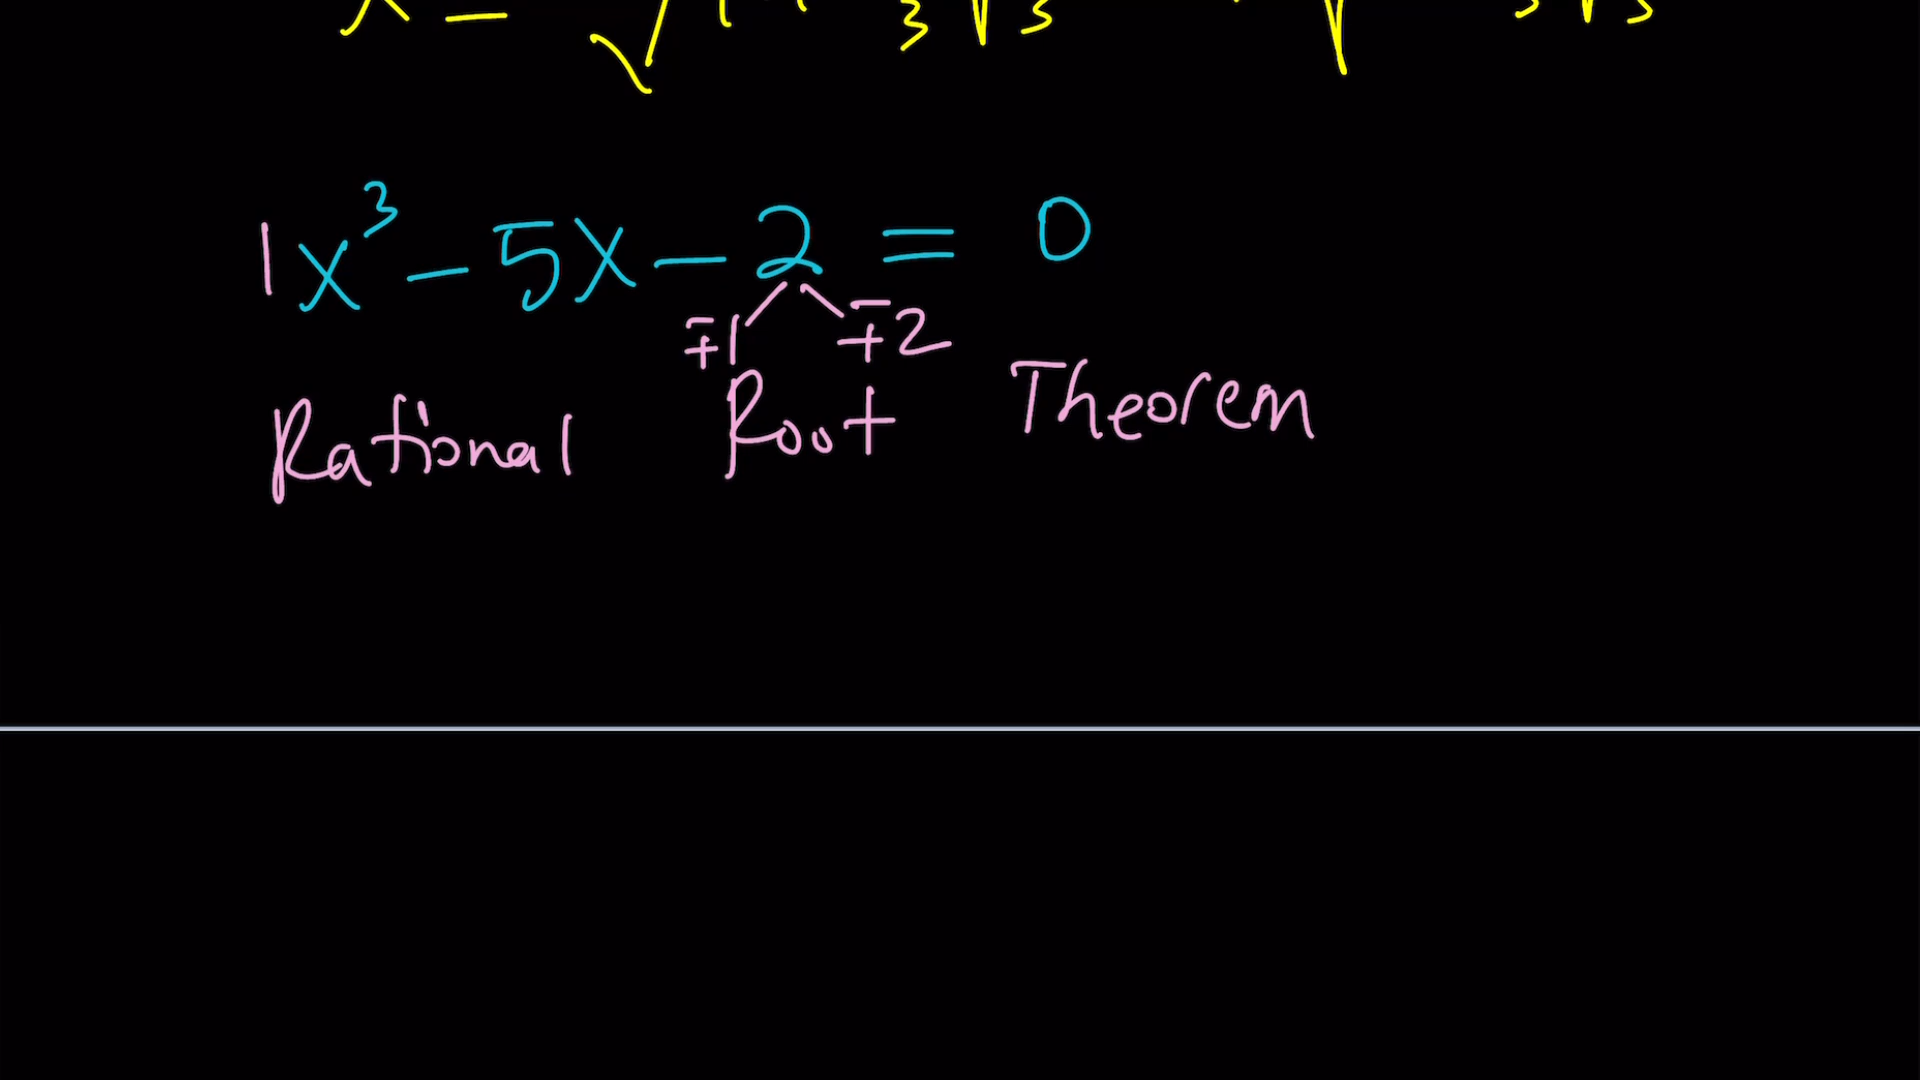 1x³ - 5x - 2 = 0
∓1 ∓2
Rational Root Theorem